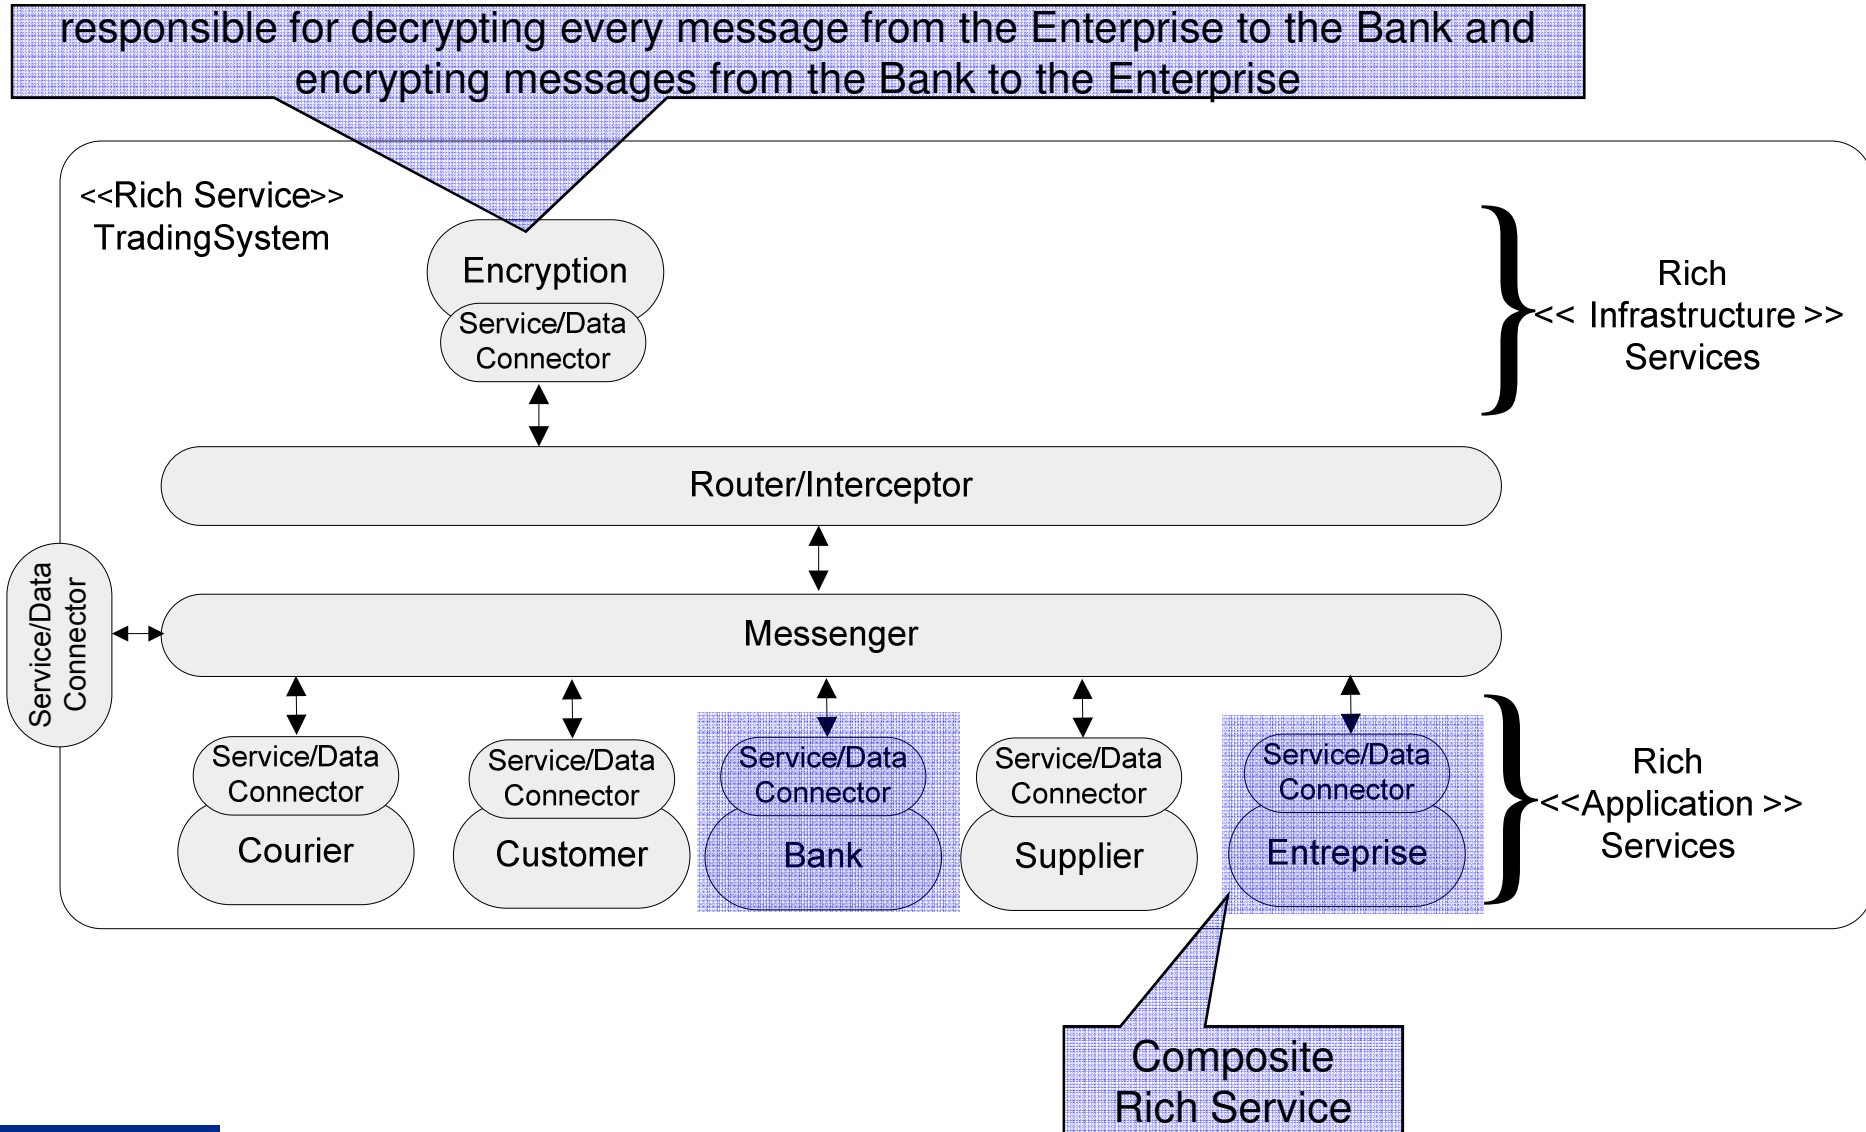 responsible for decrypting every message from the Enterprise to the Bank and
encrypting messages from the Bank to the Enterprise
<<Rich Service>>
TradingSystem
Encryption
Service/Data
Connector
Rich
<< Infrastructure >>
Services
Router/Interceptor
Service/Data
Connector
Messenger
Service/Data
Connector
Courier
Service/Data
Connector
Customer
Service/Data
Connector
Bank
Service/Data
Connector
Supplier
Service/Data
Connector
Entreprise
Rich
<<Application >>
Services
Composite
Rich Service